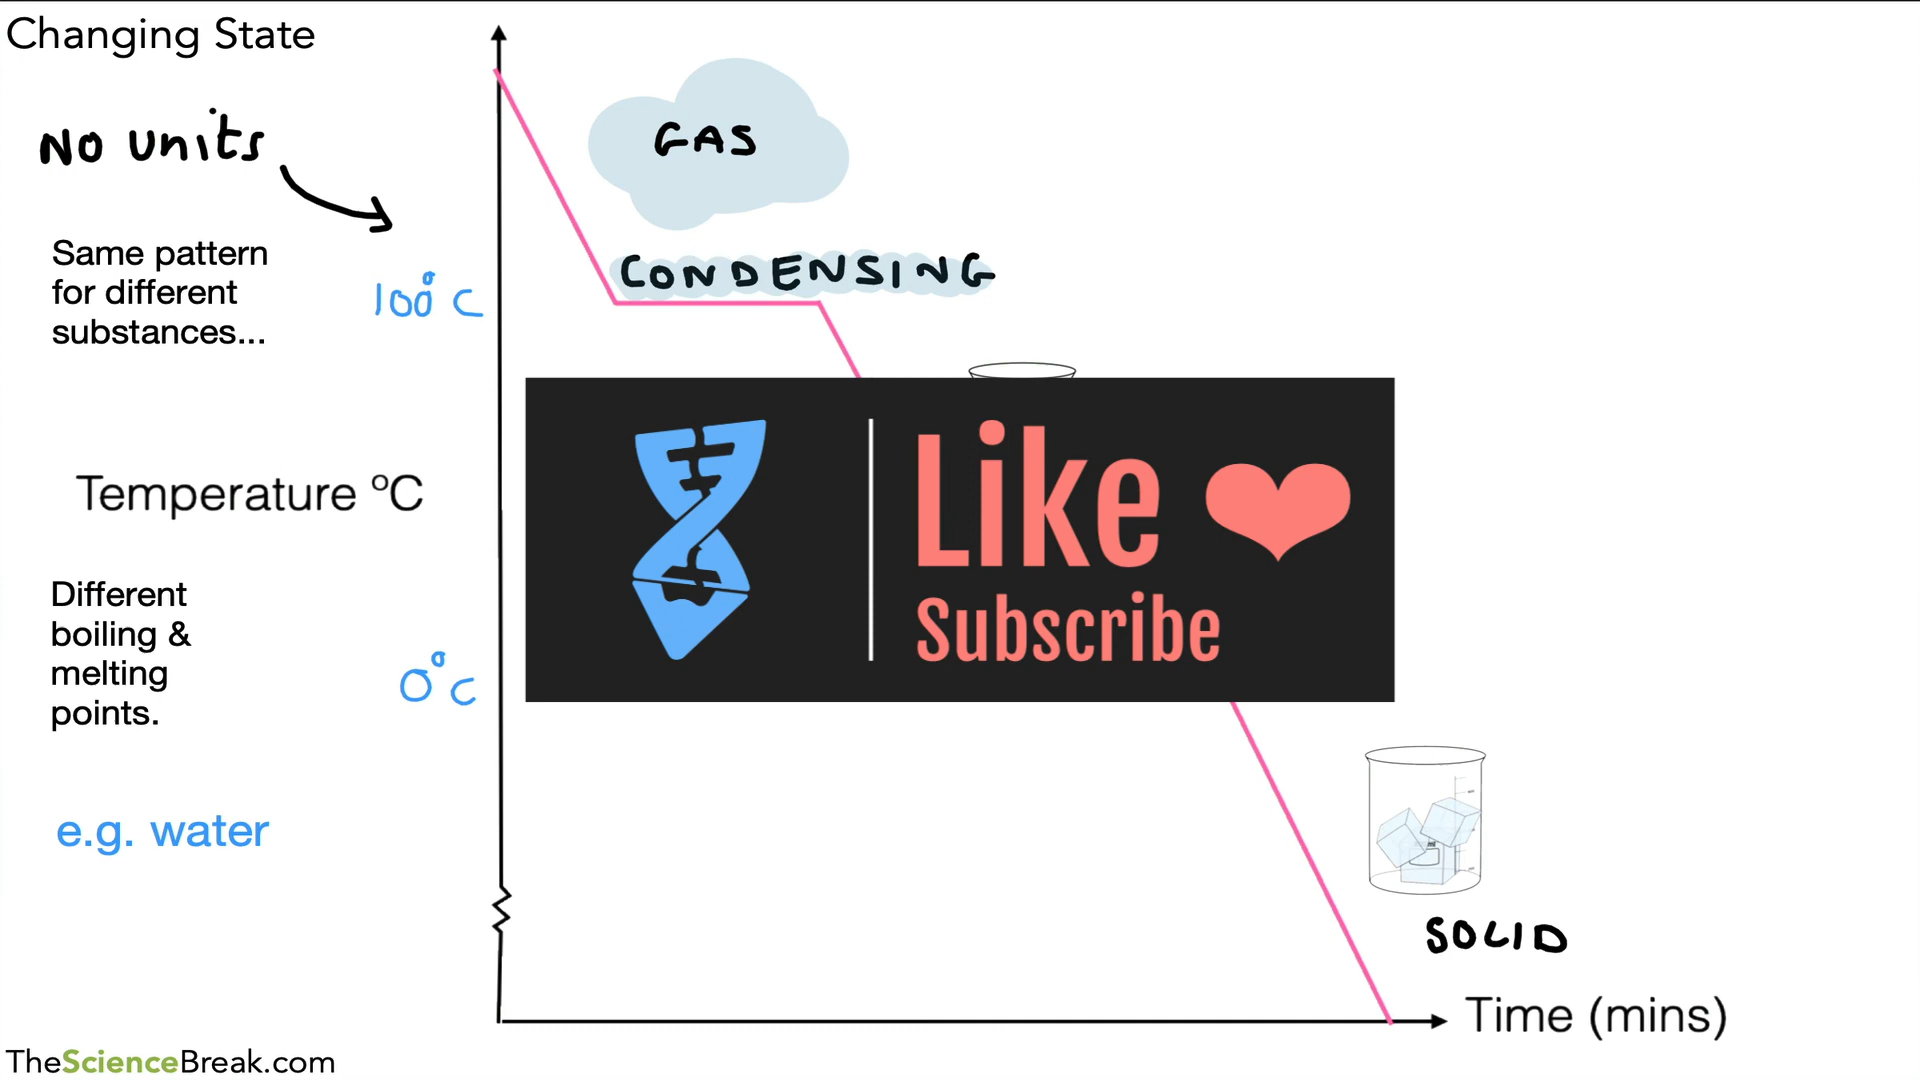 Changing State
NO UNITS
Same pattern
for different
substances...
100°C
Temperature °C
Different
boiling &
melting
points.
0°C
e.g. water
GAS
CONDENSING
Like
Subscribe
SOLID
Time (mins)
TheScienceBreak.com